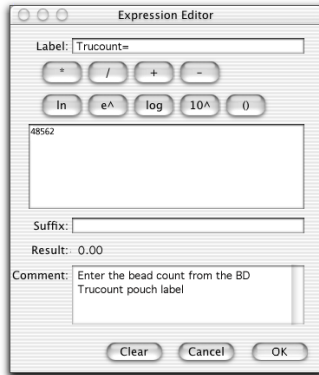 Expression Editor
Label: Trucount=
* / + -
ln e^ log 10^ ()
48562
Suffix:
Result: 0.00
Comment: Enter the bead count from the BD
Trucount pouch label
Clear Cancel OK